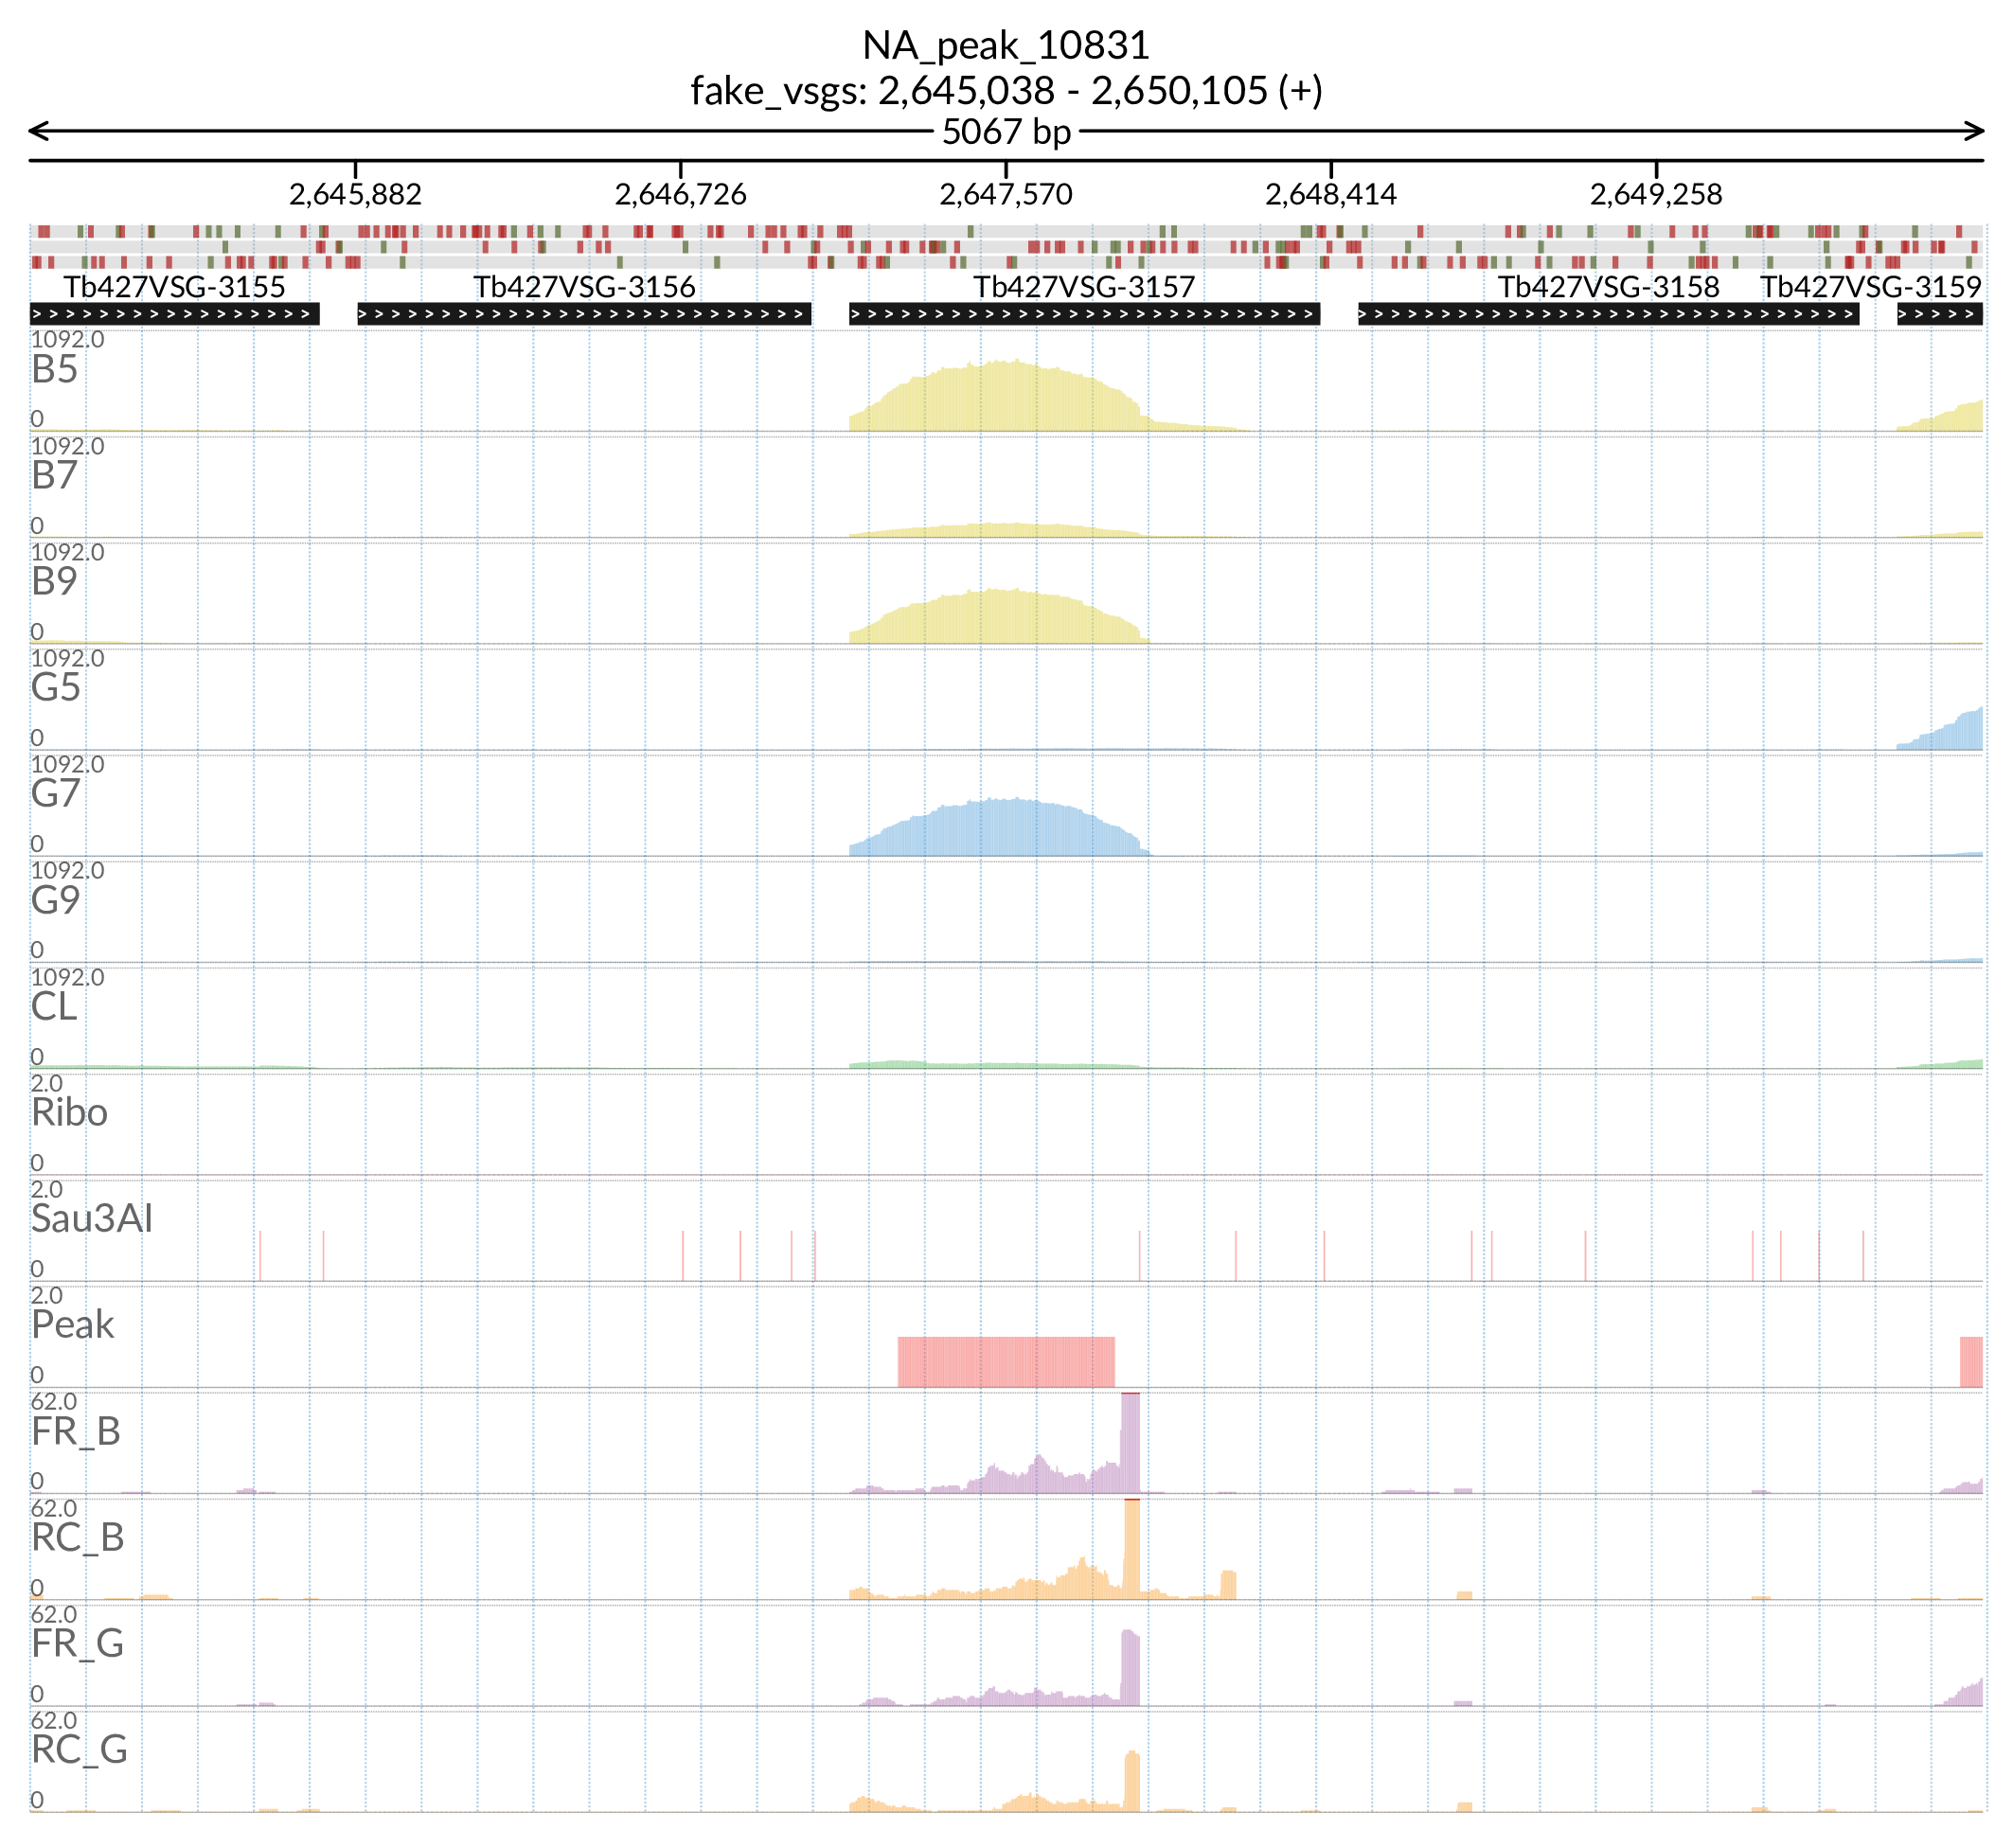 NA_peak_10831
fake_vsgs: 2,645,038 - 2,650,105 (+)
5067 bp
2,645,882 2,646,726 2,647,570 2,648,414 2,649,258
Tb427VSG-3155 Tb427VSG-3156 Tb427VSG-3157 Tb427VSG-3158 Tb427VSG-3159
1092.0
B5
0
1092.0
B7
0
1092.0
B9
0
1092.0
G5
0
1092.0
G7
0
1092.0
G9
0
1092.0
CL
0
2.0
Ribo
0
2.0
Sau3AI
0
2.0
Peak
0
62.0
FR_B
0
62.0
RC_B
0
62.0
FR_G
0
62.0
RC_G
0